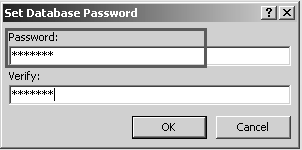 Set Database Password
Password:
*******
Verify:
*******
OK
Cancel